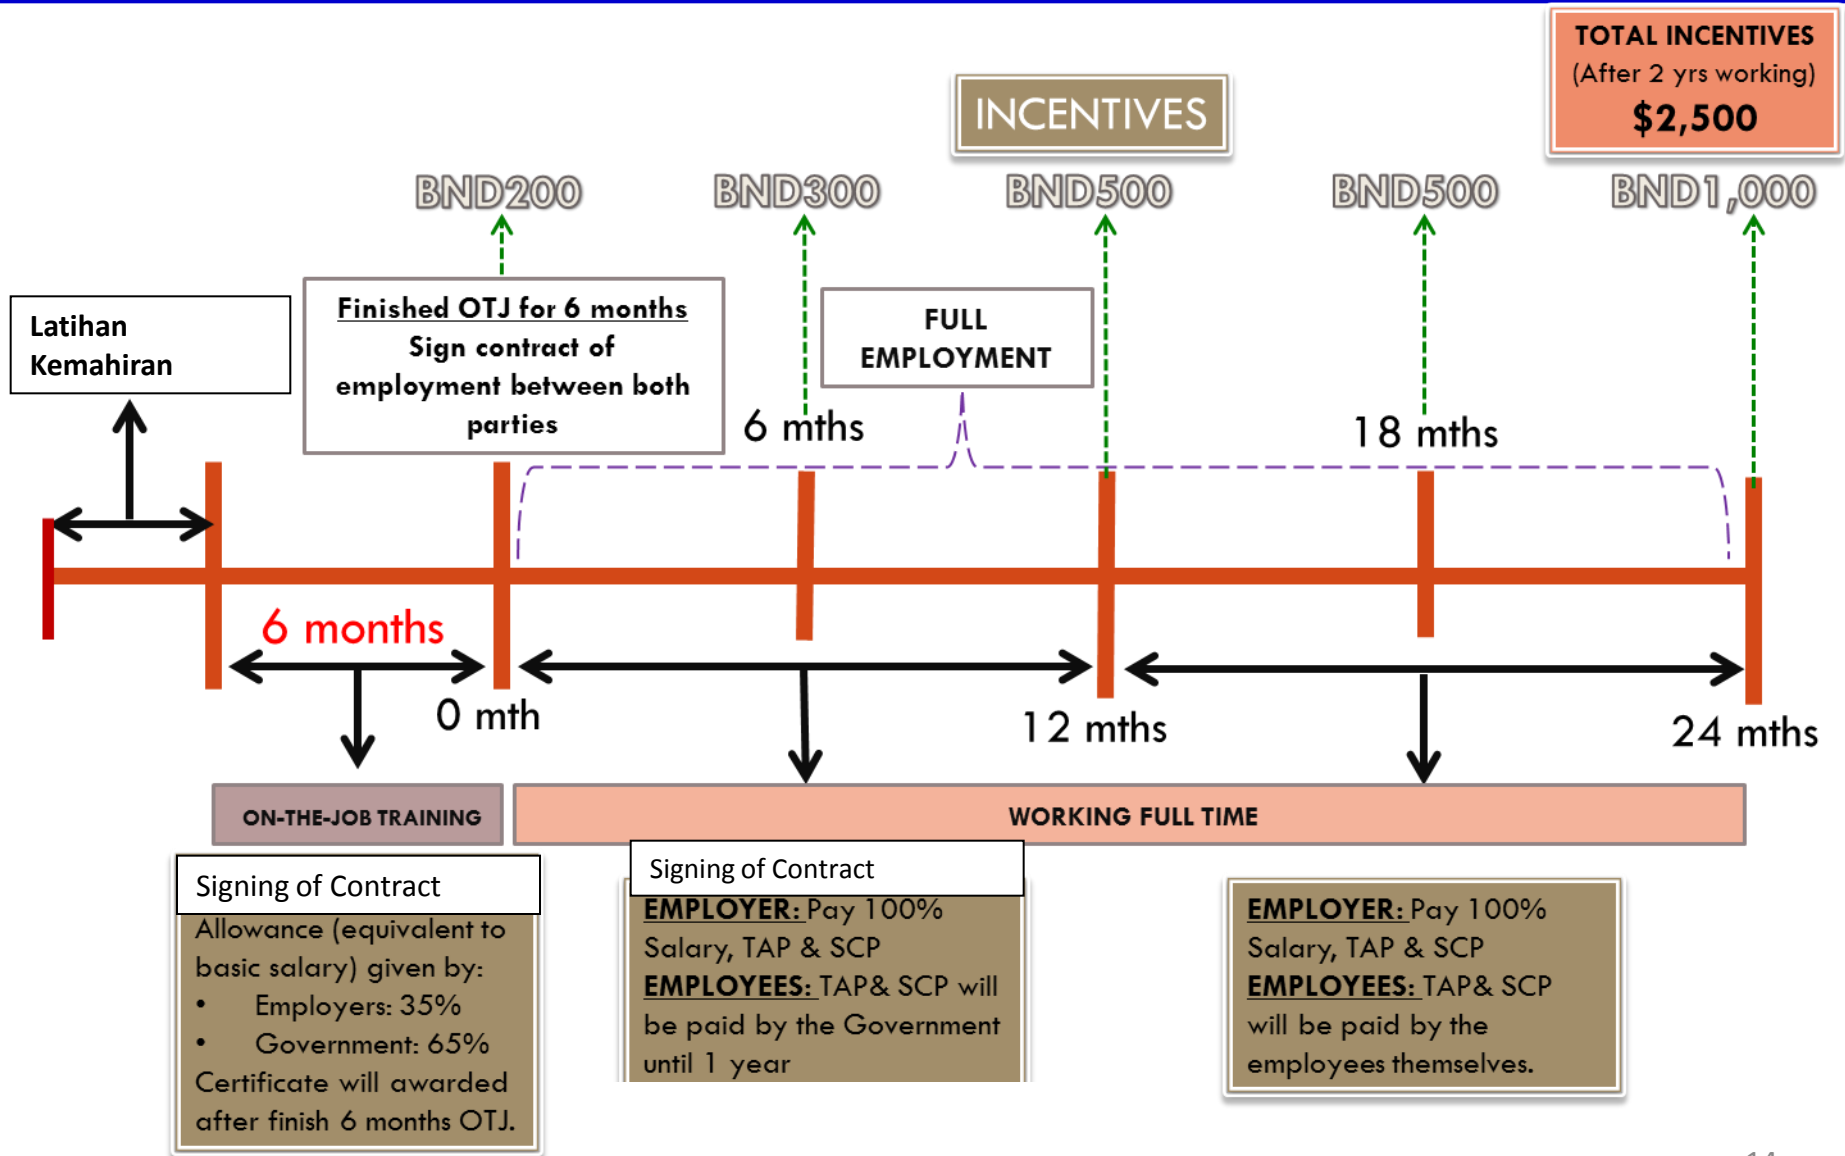 TOTAL INCENTIVES
(After 2 yrs working)
$2,500
INCENTIVES
BND200
BND300
BND500
BND500
BND1,000
Latihan
Kemahiran
Finished OTJ for 6 months
Sign contract of
employment between both
parties
FULL
EMPLOYMENT
6 mths
18 mths
6 months
0 mth
12 mths
24 mths
ON-THE-JOB TRAINING
WORKING FULL TIME
Signing of Contract
Allowance (equivalent to
basic salary) given by:
• Employers: 35%
• Government: 65%
Certificate will awarded
after finish 6 months OTJ.
Signing of Contract
EMPLOYER: Pay 100%
Salary, TAP & SCP
EMPLOYEES: TAP& SCP will
be paid by the Government
until 1 year
EMPLOYER: Pay 100%
Salary, TAP & SCP
EMPLOYEES: TAP& SCP
will be paid by the
employees themselves.